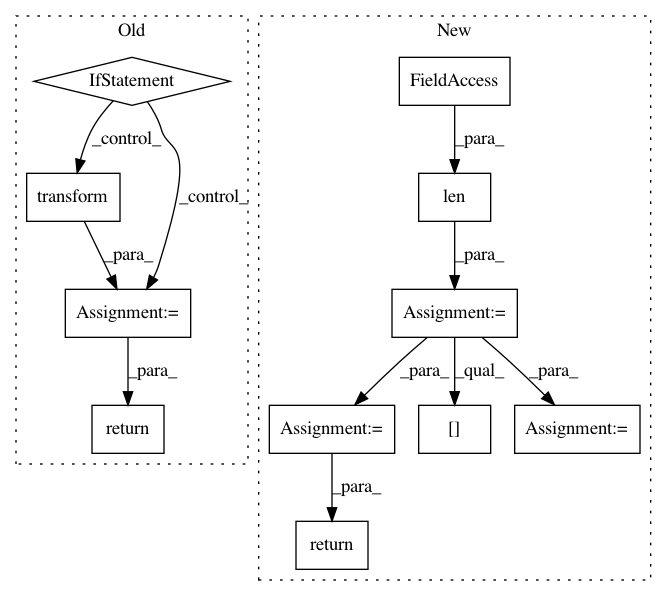 Old
New
IfStatement
FieldAccess
_control_
_para_
transform
_control_
len
_para_
_para_
Assignment:=
Assignment:=
_para_
_para_
_qual_
_para_
return
Assignment:=
[]
Assignment:=
_para_
return